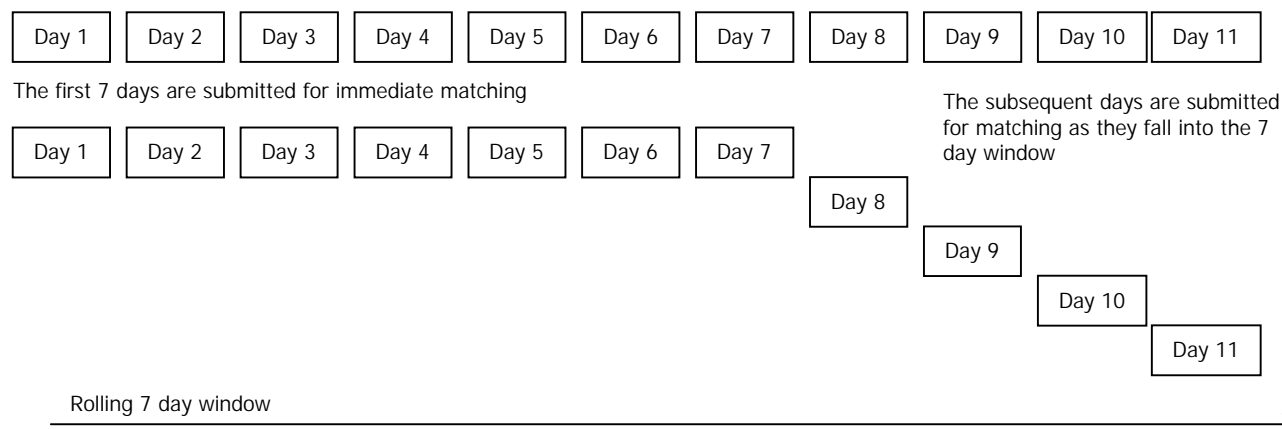 Day 1 Day 2 Day 3 Day 4 Day 5 Day 6 Day 7 Day 8 Day 9 Day 10 Day 11
The first 7 days are submitted for immediate matching
The subsequent days are submitted
for matching as they fall into the 7
day window
Day 1 Day 2 Day 3 Day 4 Day 5 Day 6 Day 7
Day 8
Day 9
Day 10
Day 11
Rolling 7 day window